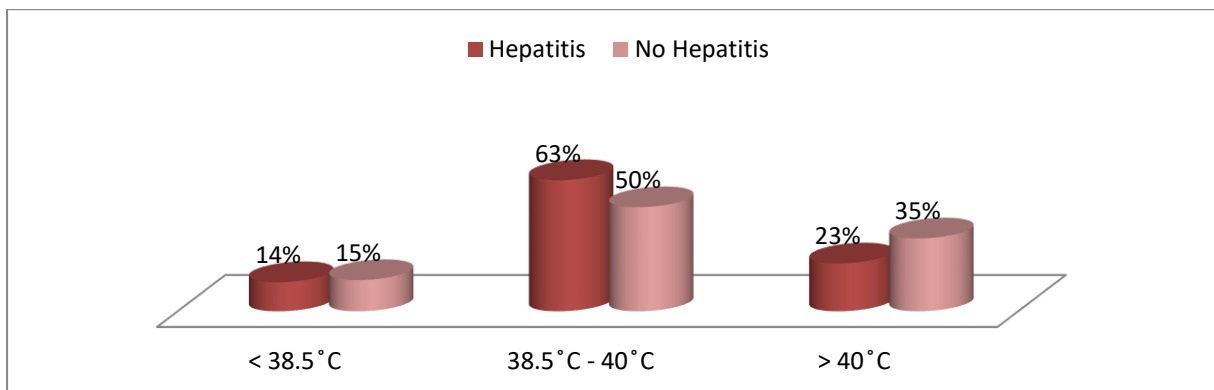 Hepatitis No Hepatitis
63%
50%
35%
23%
14% 15%
< 38.5˚C 38.5˚C - 40˚C > 40˚C